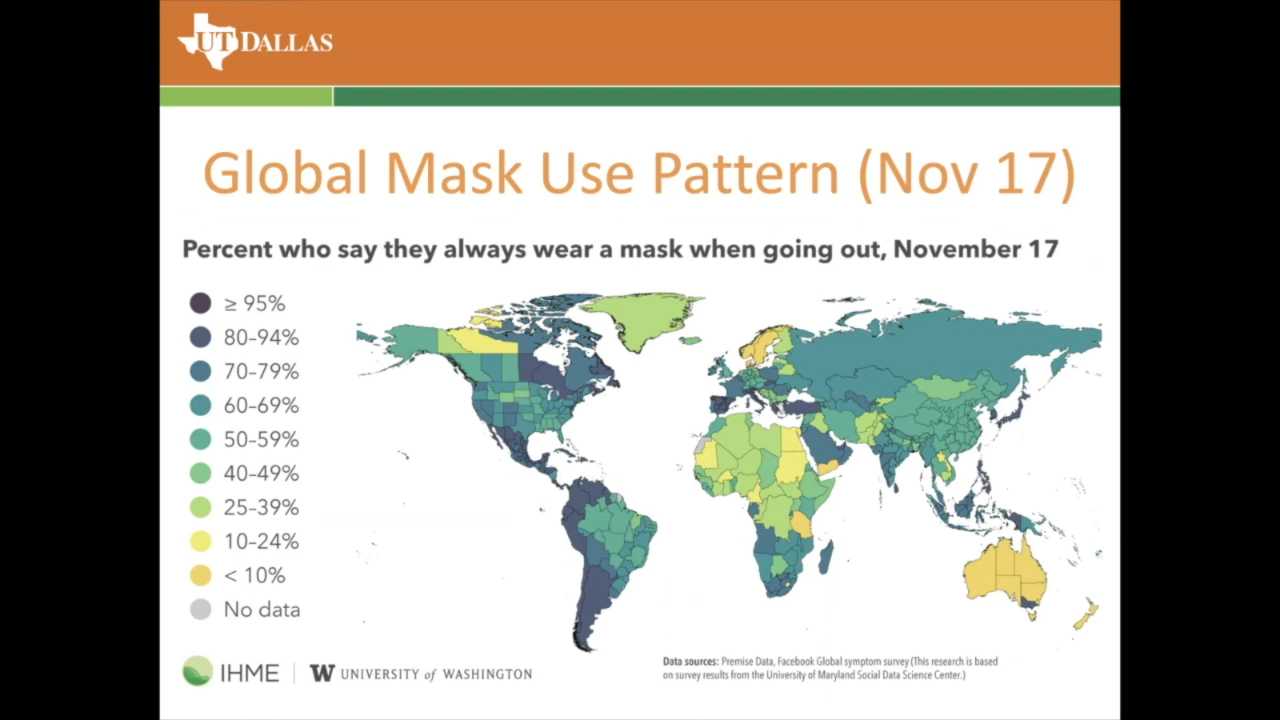 UT DALLAS
Global Mask Use Pattern (Nov 17)
Percent who say they always wear a mask when going out, November 17
≥ 95%
80–94%
70–79%
60–69%
50–59%
40–49%
25–39%
10–24%
< 10%
No data
IHME | W UNIVERSITY of WASHINGTON
Data sources: Premise Data, Facebook Global symptom survey (This research is based
on survey results from the University of Maryland Social Data Science Center.)